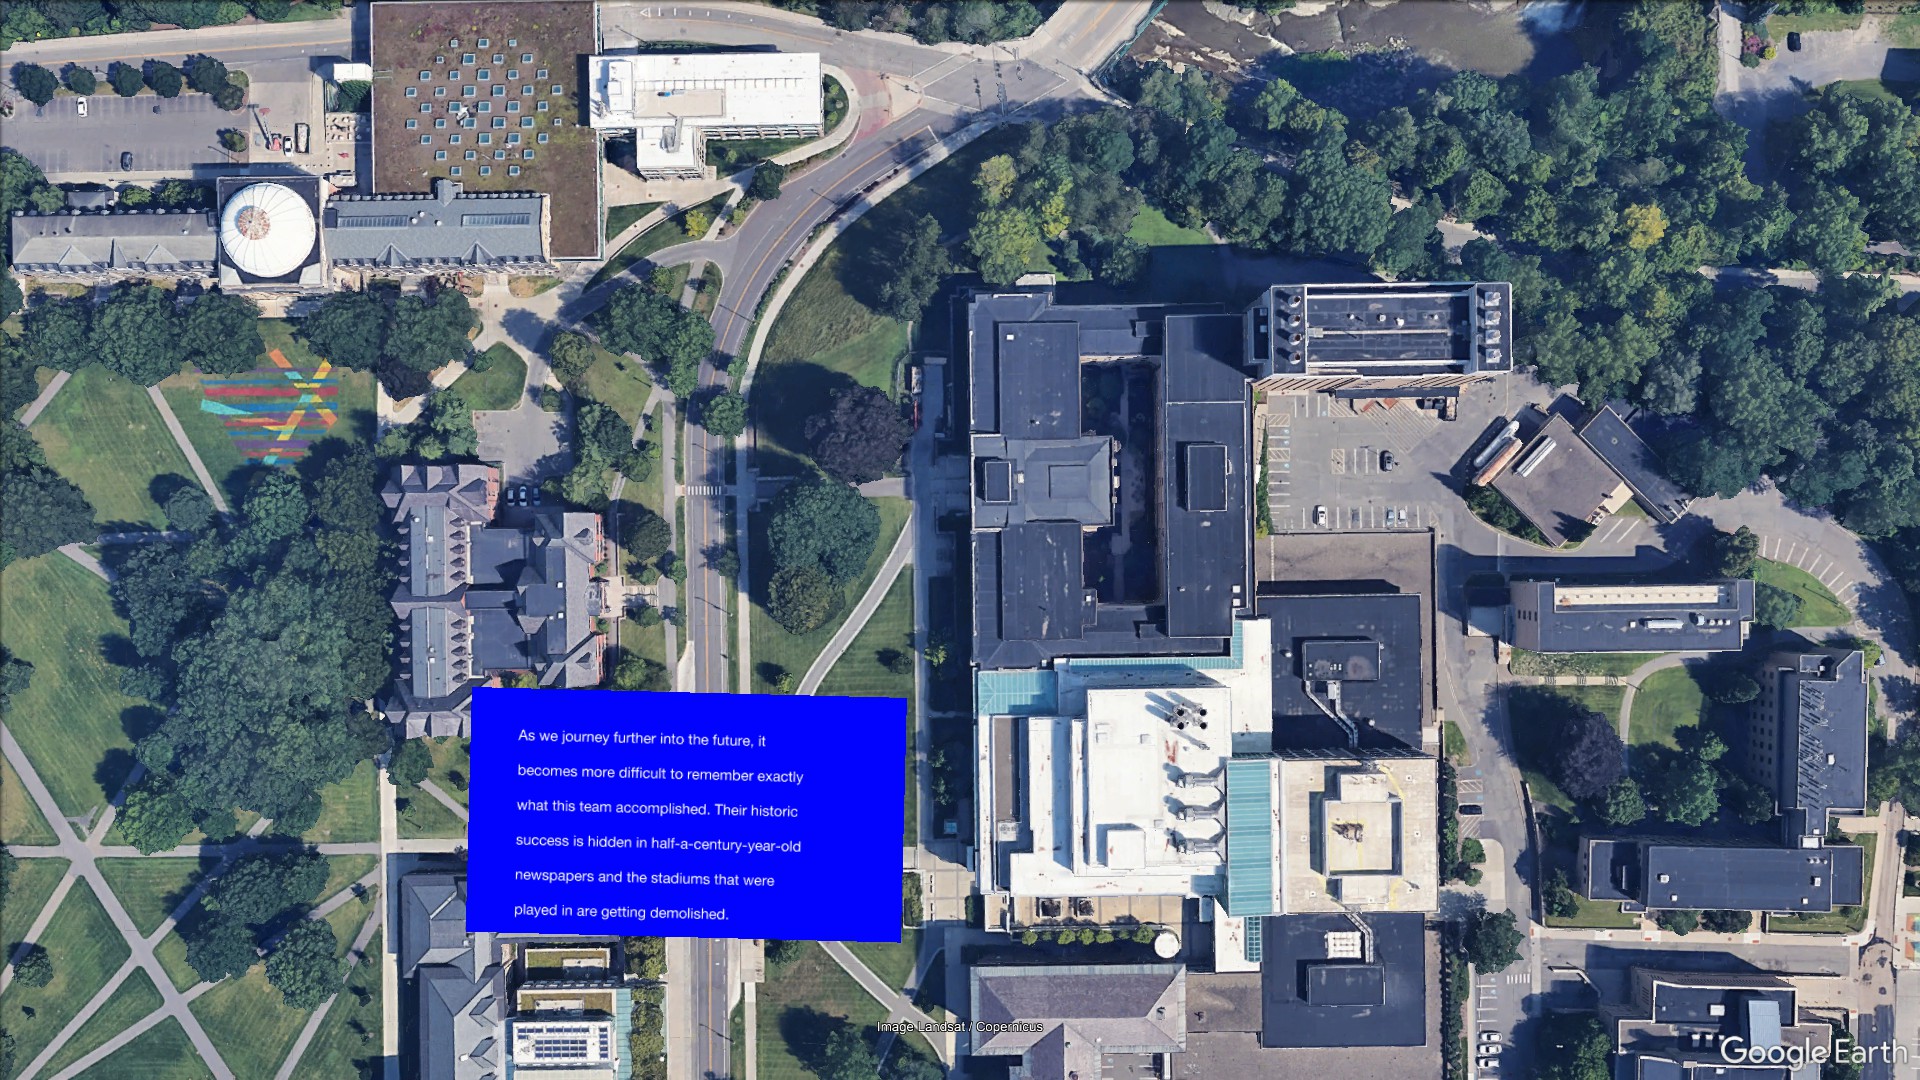 As we journey further into the future, it
becomes more difficult to remember exactly
what this team accomplished. Their historic
success is hidden in half-a-century-year-old
newspapers and the stadiums that were
played in are getting demolished.
Image Landsat / Copernicus
Google Earth